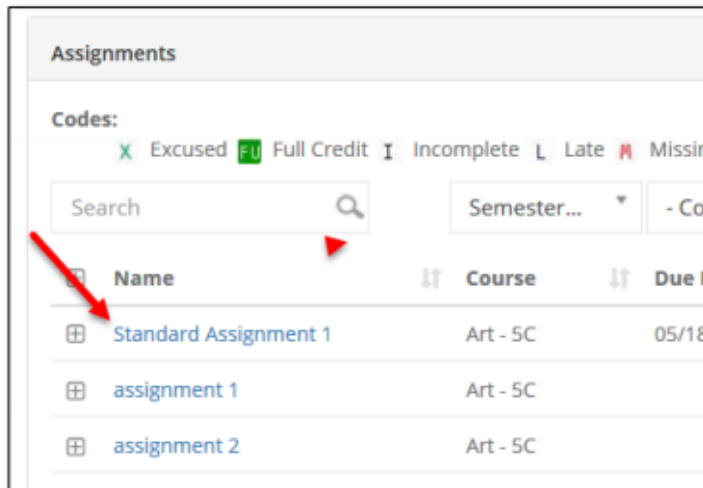 Assignments
Codes:
X Excused FU Full Credit I Incomplete L Late M Missin
Search Semester... - Co
Name Course Due
Standard Assignment 1 Art - 5C 05/18
assignment 1 Art - 5C
assignment 2 Art - 5C